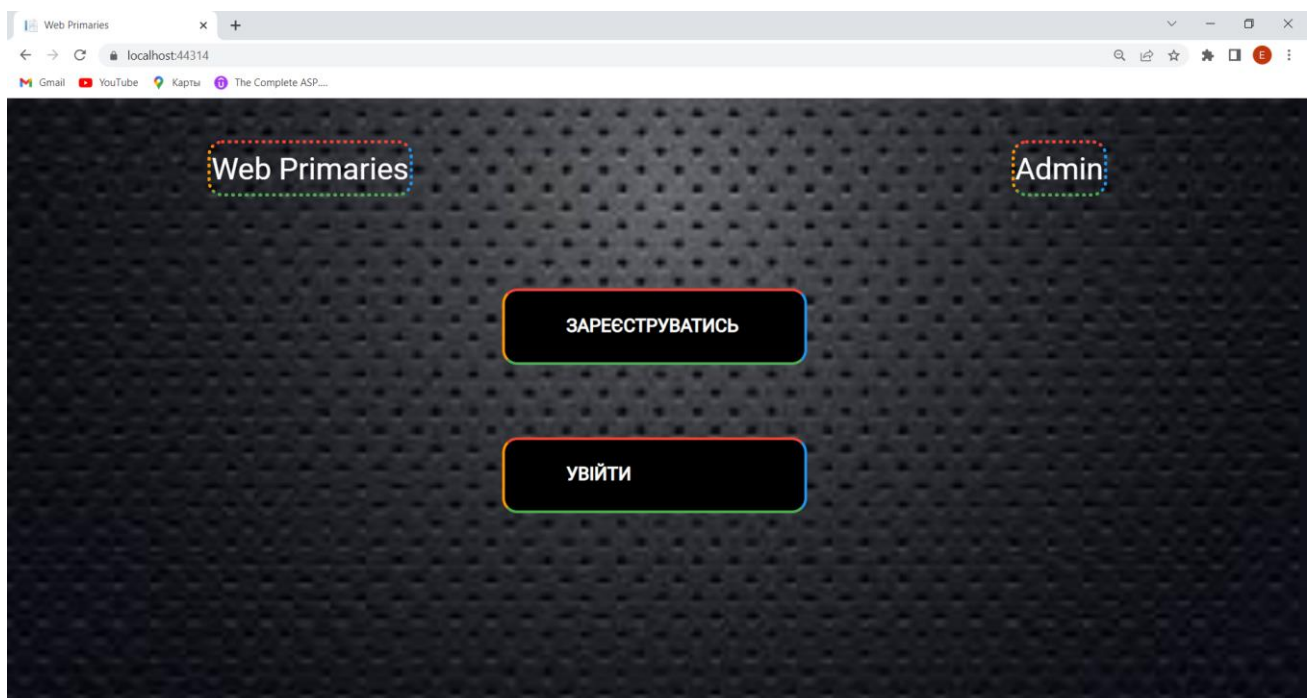 Web Primaries
localhost:44314
E
Gmail YouTube Карты The Complete ASP....
Web Primaries Admin
ЗАРЕЄСТРУВАТИСЬ
УВІЙТИ